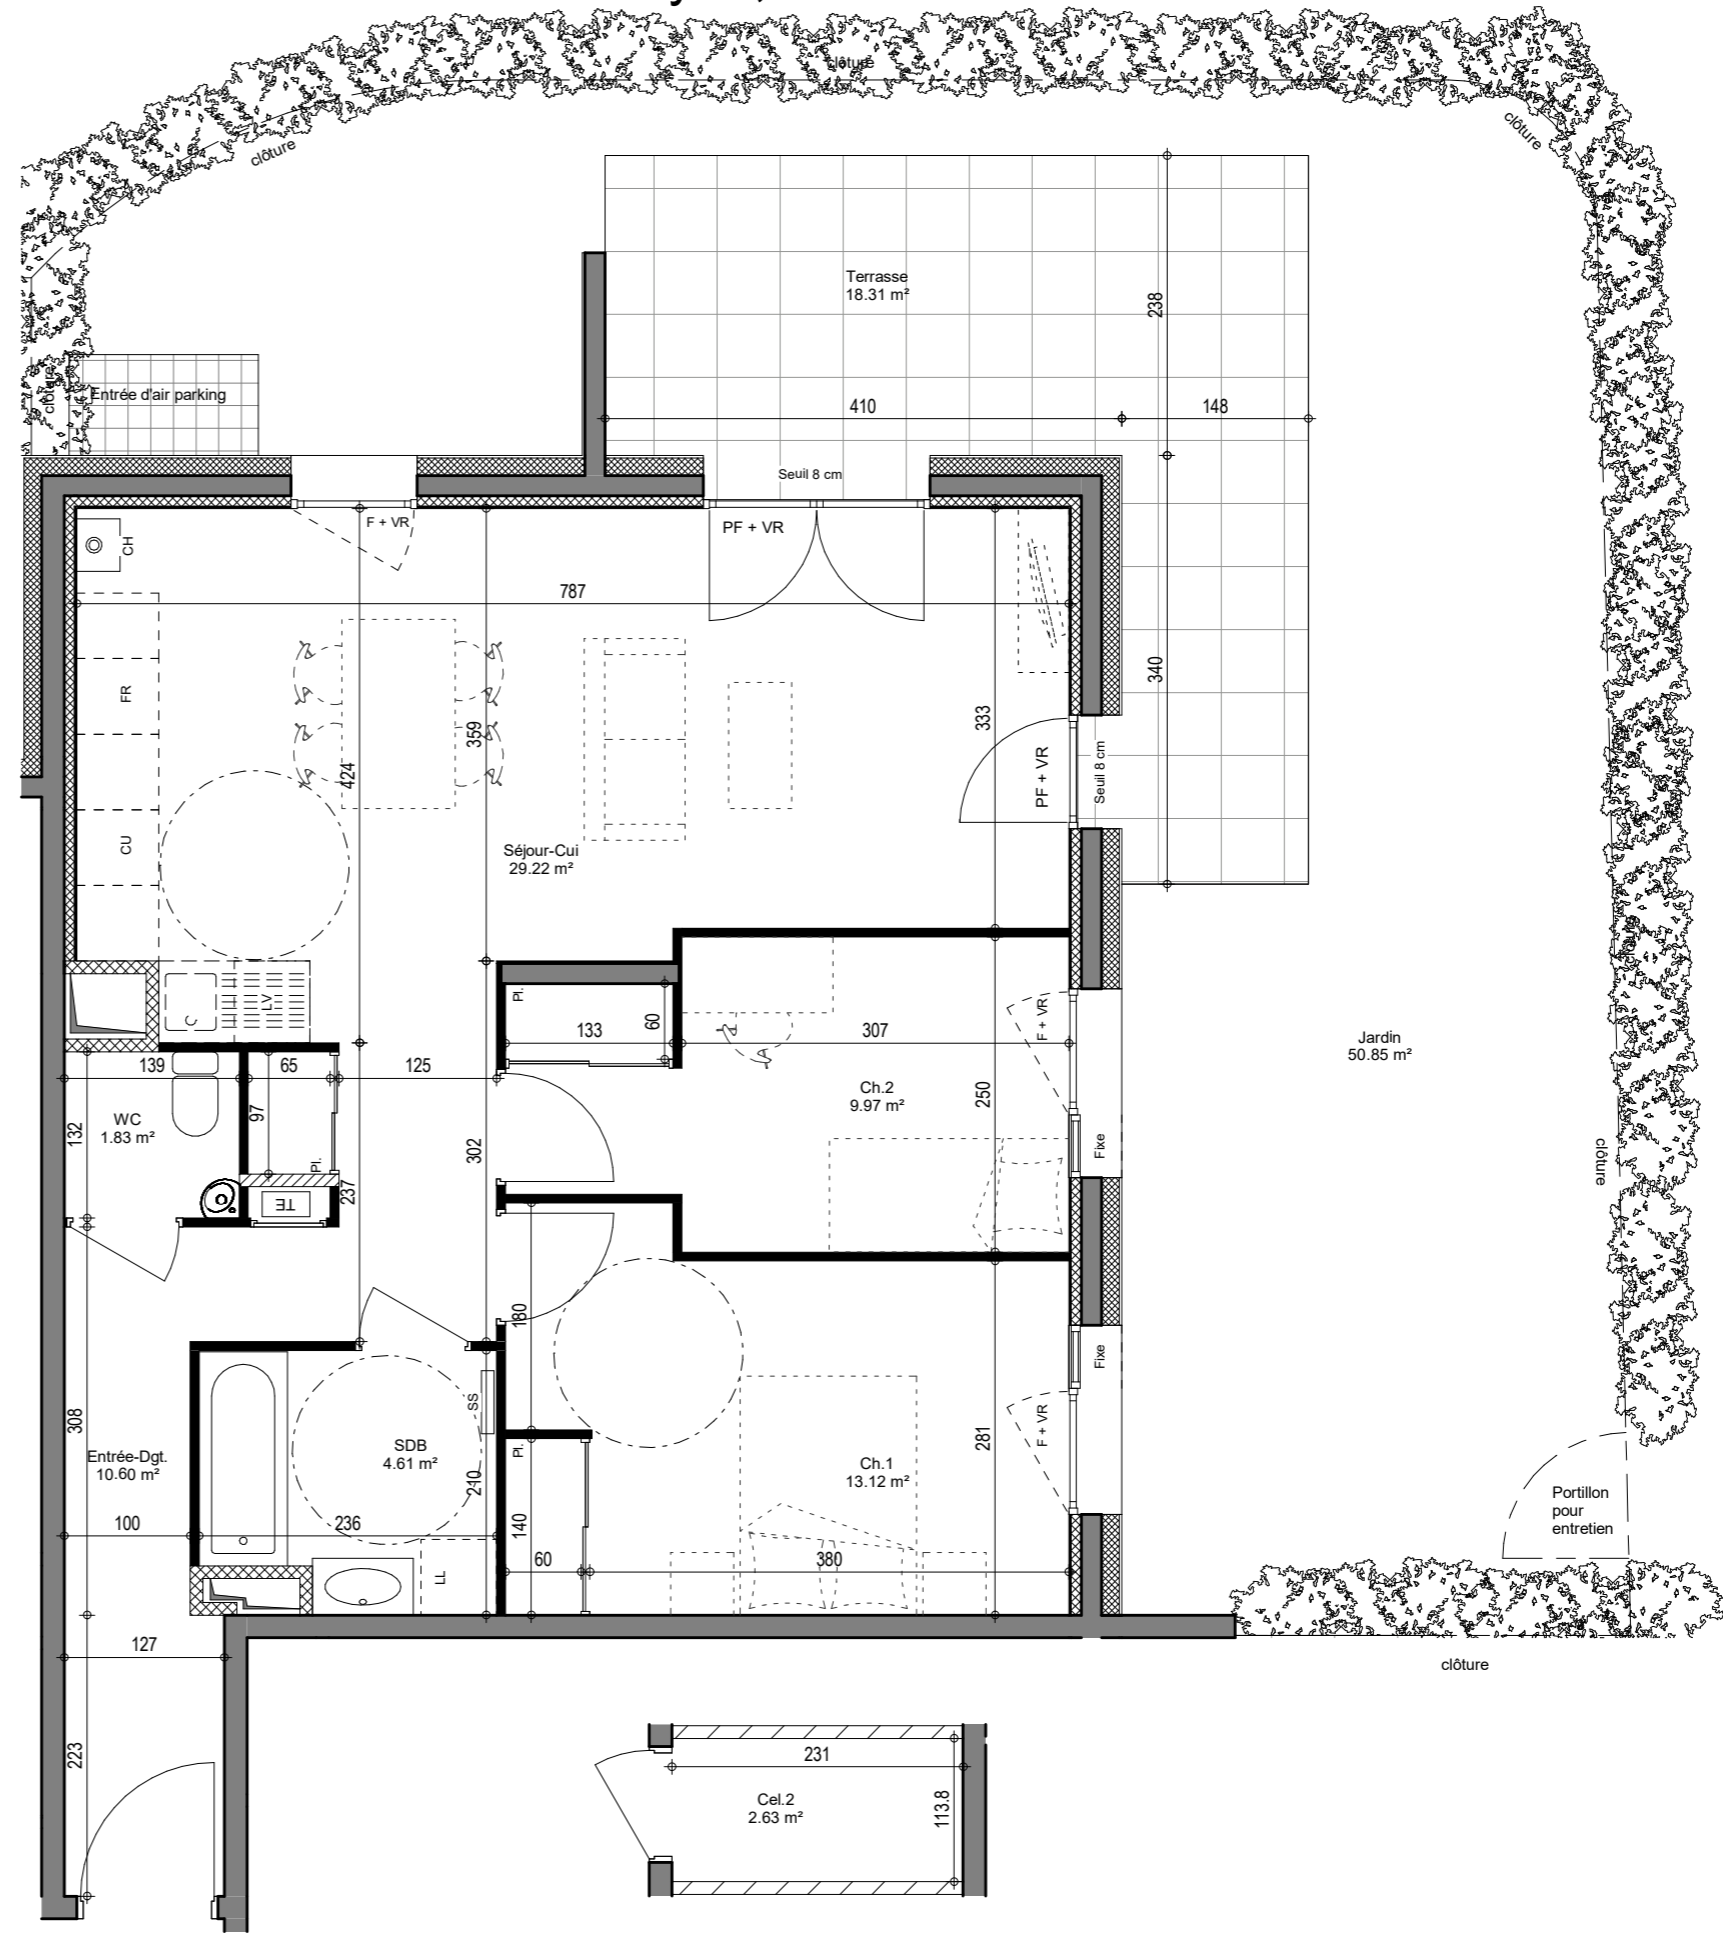 clôture
clôture
clôture
Terrasse
18.31 m²
238
clôture
Entrée d'air parking
410
148
Seuil 8 cm
F + VR
PF + VR
CH
787
340
FR
359
333
424
PF + VR
Seuil 8 cm
CU
Séjour-Cui
29.22 m²
clôture
C
LV
Pl.
133
60
307
F + VR
Jardin
50.85 m²
139
65
125
Ch.2
9.97 m²
250
97
WC
1.83 m²
132
302
Fixe
Pl.
237
TE
clôture
180
Fixe
SS
308
F + VR
281
Entrée-Dgt.
10.60 m²
SDB
4.61 m²
210
Pl.
Ch.1
13.12 m²
Portillon
pour
entretien
100
236
140
60
380
LL
127
clôture
223
231
Cel.2
2.63 m²
113.8